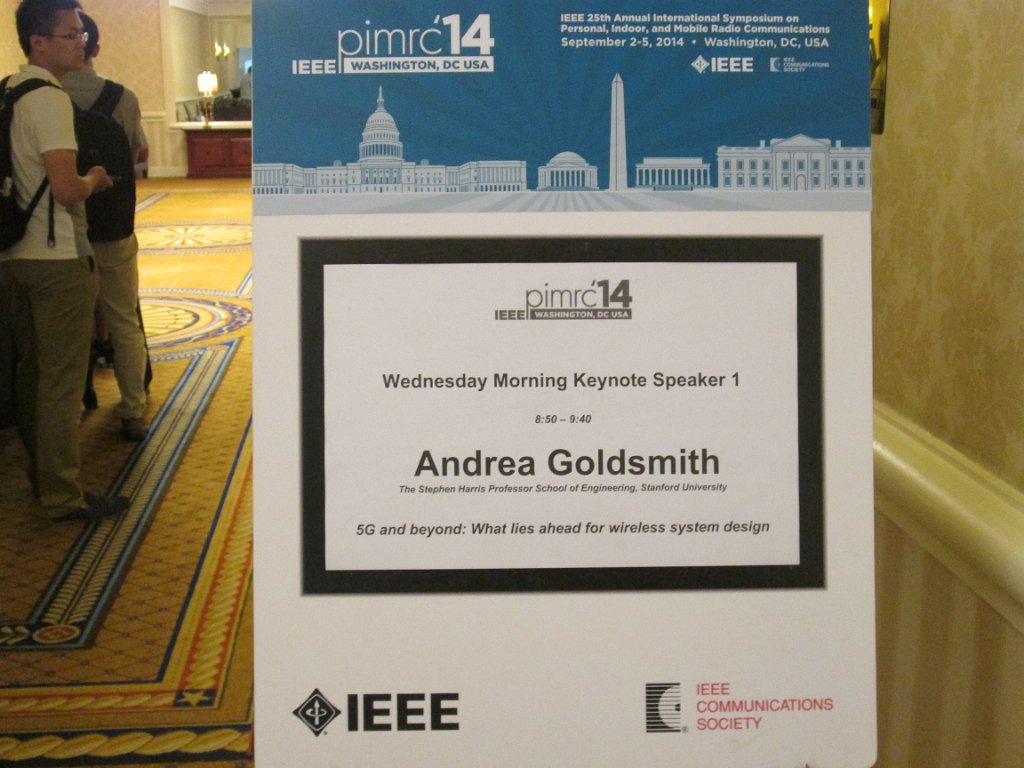 pimrc'14
IEEE WASHINGTON, DC USA
IEEE 25th Annual International Symposium on
Personal, Indoor, and Mobile Radio Communications
September 2-5, 2014 • Washington, DC, USA
IEEE
IEEE
COMMUNICATIONS
SOCIETY
pimrc'14
IEEE WASHINGTON, DC USA
Wednesday Morning Keynote Speaker 1
8:50 – 9:40
Andrea Goldsmith
The Stephen Harris Professor School of Engineering, Stanford University
5G and beyond: What lies ahead for wireless system design
IEEE
IEEE
COMMUNICATIONS
SOCIETY
®